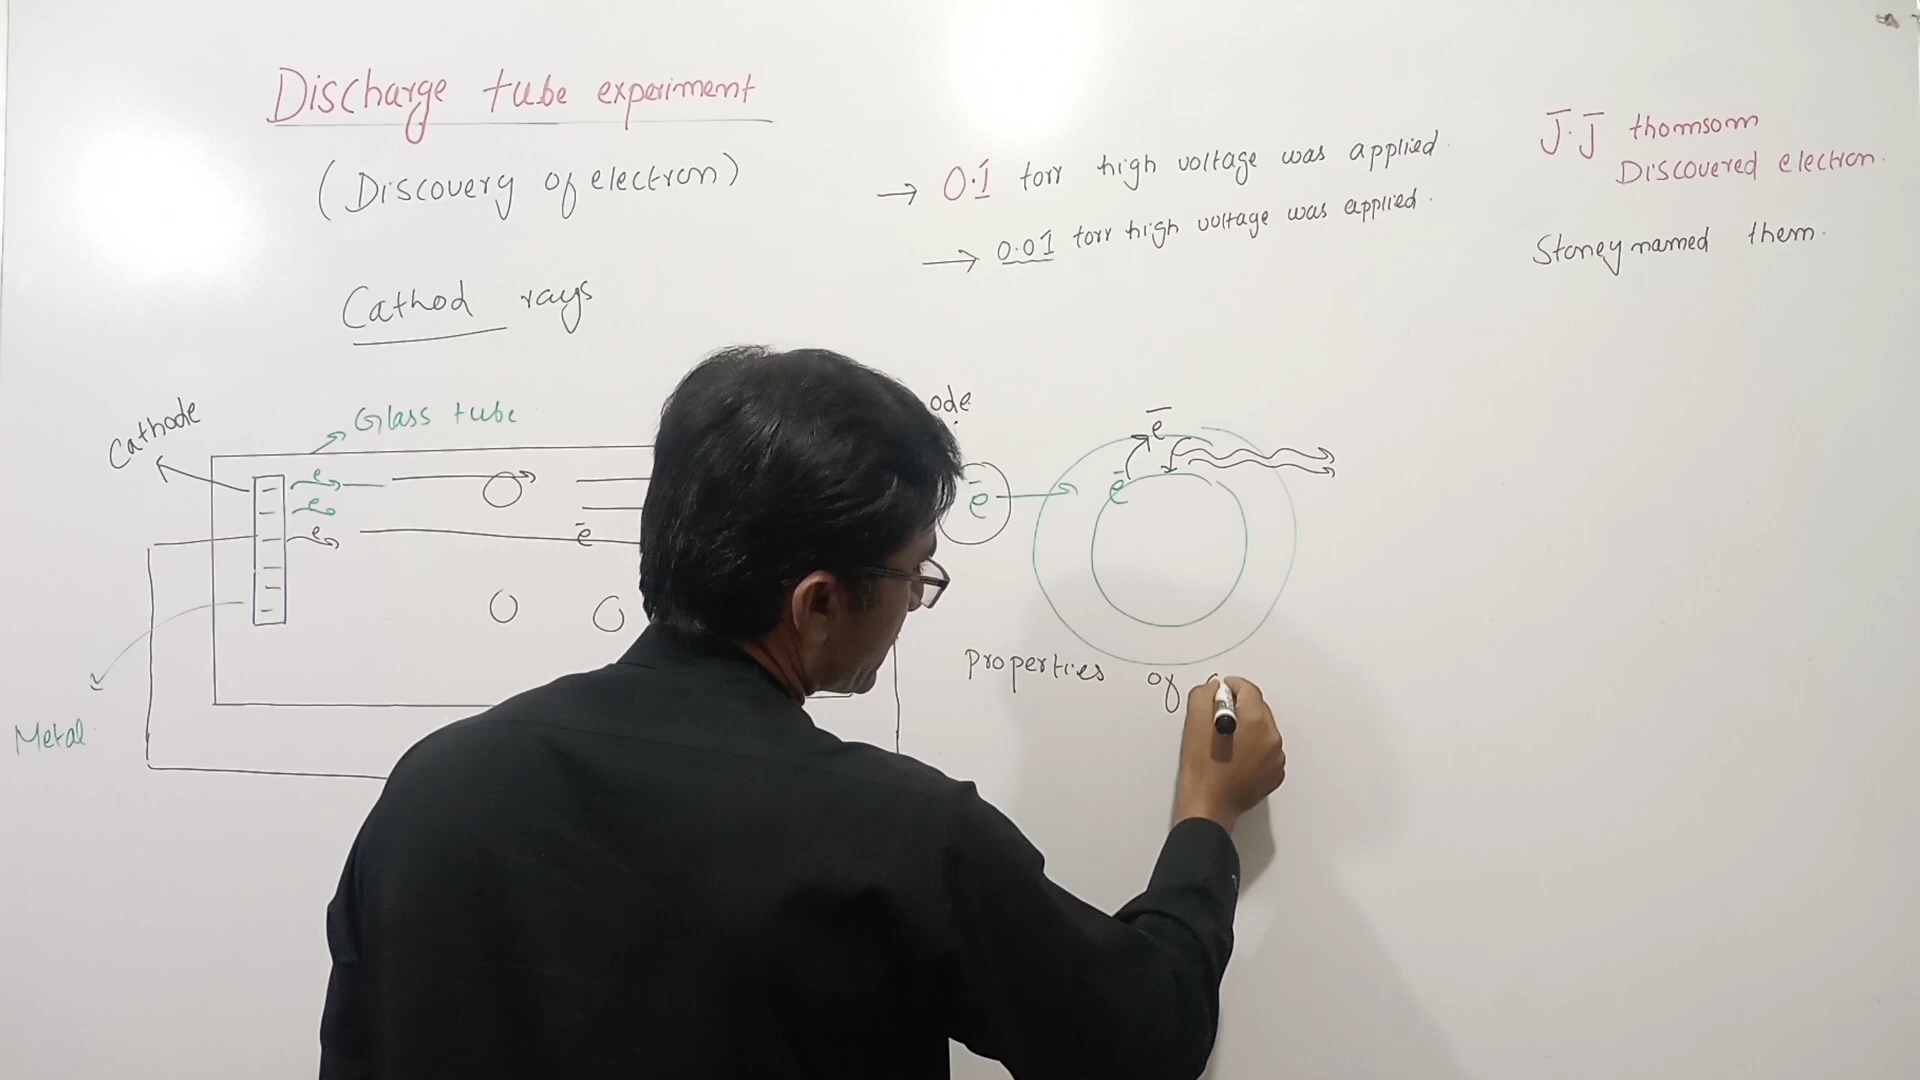 Discharge tube experiment
(Discovery of electron)
Cathod rays
→ 0.1 torr high voltage was applied.
→ 0.01 torr high voltage was applied.
J.J thomsom
Discovered electron.
Stoney named them.
Cathode
Glass tube
ode
e
e
e
ē
ē
ē
e
Metal
Properties of